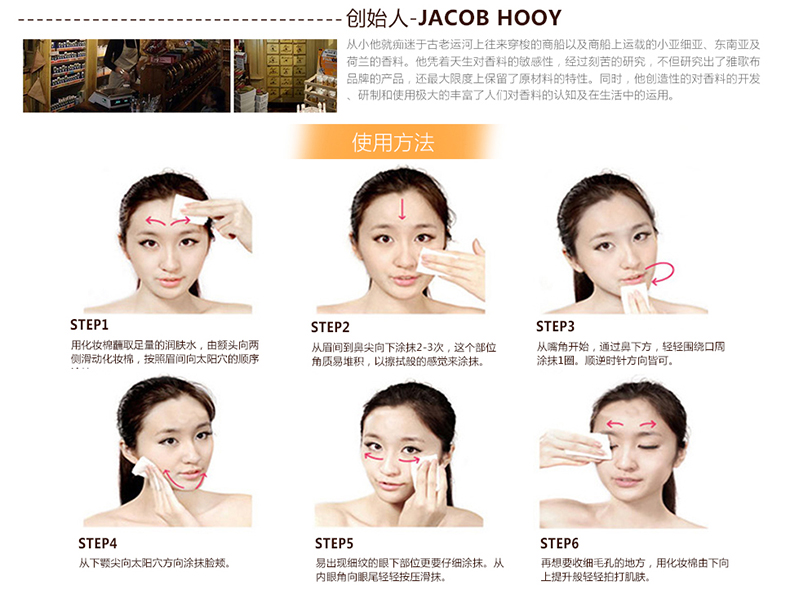 创始人-JACOB HOOY
从小他就痴迷于古老运河上往来穿梭的商船以及商船上运载的小亚细亚、东南亚及
荷兰的香料。他凭着天生对香料的敏感性，经过刻苦的研究，不但研究出了雅歌布
品牌的产品，还最大限度上保留了原材料的特性。同时，他创造性的对香料的开发
、研制和使用极大的丰富了人们对香料的认知及在生活中的运用。
使用方法
STEP1
用化妆棉蘸取足量的润肤水，由额头向两
侧滑动化妆棉，按照眉间向太阳穴的顺序
STEP2
从眉间到鼻尖向下涂抹2-3次，这个部位
角质易堆积，以擦拭般的感觉来涂抹。
STEP3
从嘴角开始，通过鼻下方，轻轻围绕口周
涂抹1圈。顺逆时针方向皆可。
STEP4
从下颚尖向太阳穴方向涂抹脸颊。
STEP5
易出现细纹的眼下部位更要仔细涂抹。从
内眼角向眼尾轻轻按压滑抹。
STEP6
再想要收细毛孔的地方，用化妆棉由下向
上提升般轻轻拍打肌肤。